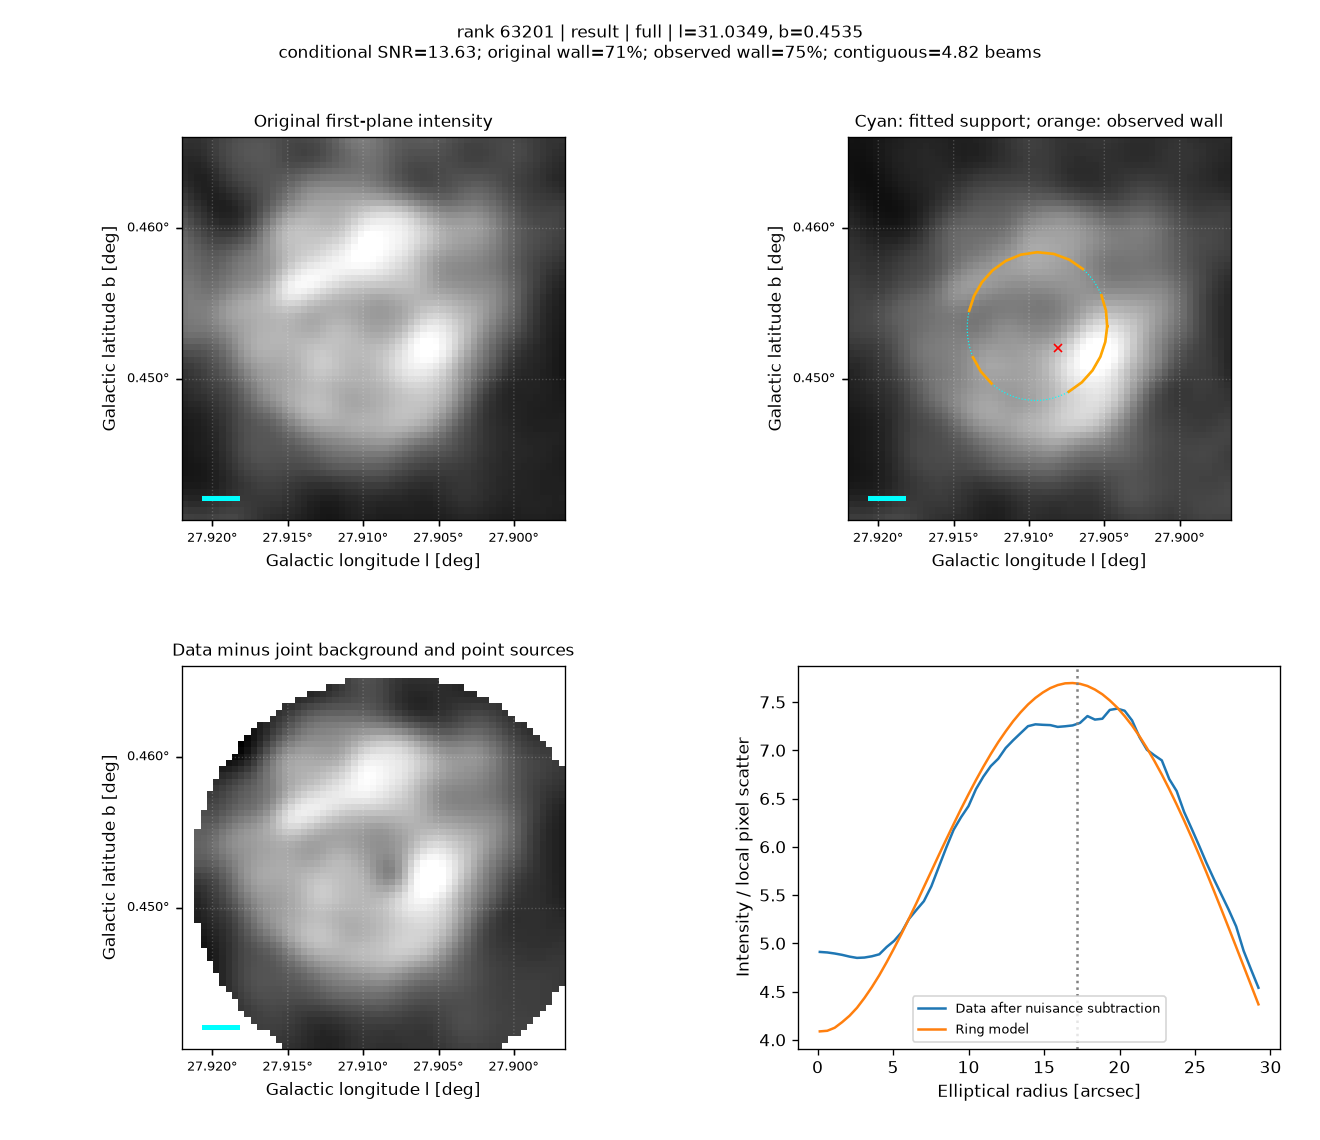 rank 63201 | result | full | l=31.0349, b=0.4535
conditional SNR=13.63; original wall=71%; observed wall=75%; contiguous=4.82 beams
Original first-plane intensity
Galactic latitude b [deg]
0.460°
0.450°
27.920° 27.915° 27.910° 27.905° 27.900°
Galactic longitude l [deg]
Cyan: fitted support; orange: observed wall
Galactic latitude b [deg]
0.460°
0.450°
27.920° 27.915° 27.910° 27.905° 27.900°
Galactic longitude l [deg]
Data minus joint background and point sources
Galactic latitude b [deg]
0.460°
0.450°
27.920° 27.915° 27.910° 27.905° 27.900°
Galactic longitude l [deg]
Intensity / local pixel scatter
7.5
7.0
6.5
6.0
5.5
5.0
4.5
4.0
Data after nuisance subtraction
Ring model
0 5 10 15 20 25 30
Elliptical radius [arcsec]